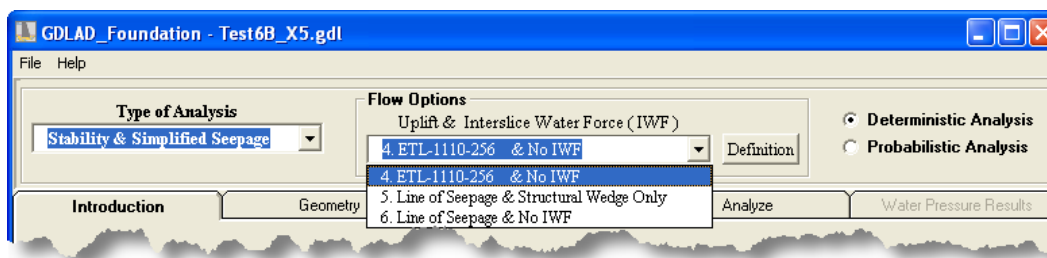 GDLAD_Foundation - Test6B_X5.gdl
File Help
Type of Analysis
Stability & Simplified Seepage
Flow Options
Uplift & Interslice Water Force ( IWF )
4. ETL-1110-256 & No IWF
Definition
4. ETL-1110-256 & No IWF
5. Line of Seepage & Structural Wedge Only
6. Line of Seepage & No IWF
Deterministic Analysis
Probabilistic Analysis
Introduction
Geometry
Analyze
Water Pressure Results